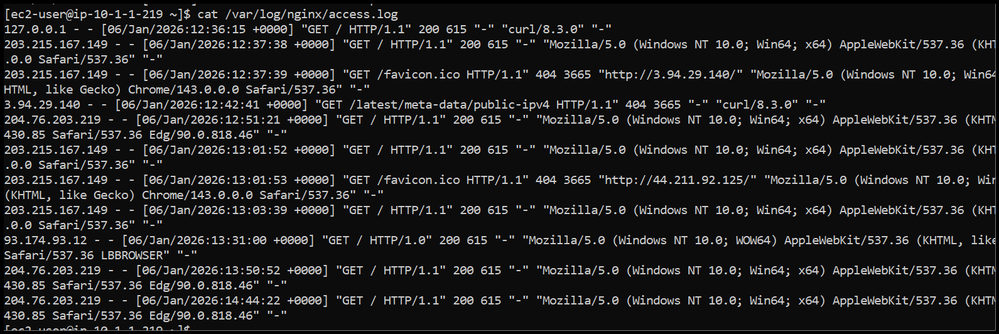 [ec2-user@ip-10-1-1-219 ~]$ cat /var/log/nginx/access.log
127.0.0.1 - - [06/Jan/2026:12:36:15 +0000] "GET / HTTP/1.1" 200 615 "-" "curl/8.3.0" "-"
203.215.167.149 - - [06/Jan/2026:12:37:38 +0000] "GET / HTTP/1.1" 200 615 "-" "Mozilla/5.0 (Windows NT 10.0; Win64; x64) AppleWebKit/537.36 (KHT
.0.0 Safari/537.36" "-"
203.215.167.149 - - [06/Jan/2026:12:37:39 +0000] "GET /favicon.ico HTTP/1.1" 404 3665 "http://3.94.29.140/" "Mozilla/5.0 (Windows NT 10.0; Win64
HTML, like Gecko) Chrome/143.0.0.0 Safari/537.36" "-"
3.94.29.140 - - [06/Jan/2026:12:42:41 +0000] "GET /latest/meta-data/public-ipv4 HTTP/1.1" 404 3665 "-" "curl/8.3.0" "-"
204.76.203.219 - - [06/Jan/2026:12:51:21 +0000] "GET / HTTP/1.1" 200 615 "-" "Mozilla/5.0 (Windows NT 10.0; Win64; x64) AppleWebKit/537.36 (KHTM
430.85 Safari/537.36 Edg/90.0.818.46" "-"
203.215.167.149 - - [06/Jan/2026:13:01:52 +0000] "GET / HTTP/1.1" 200 615 "-" "Mozilla/5.0 (Windows NT 10.0; Win64; x64) AppleWebKit/537.36 (KHT
.0.0 Safari/537.36" "-"
203.215.167.149 - - [06/Jan/2026:13:01:53 +0000] "GET /favicon.ico HTTP/1.1" 404 3665 "http://44.211.92.125/" "Mozilla/5.0 (Windows NT 10.0; Win
(KHTML, like Gecko) Chrome/143.0.0.0 Safari/537.36" "-"
203.215.167.149 - - [06/Jan/2026:13:03:39 +0000] "GET / HTTP/1.1" 200 615 "-" "Mozilla/5.0 (Windows NT 10.0; Win64; x64) AppleWebKit/537.36 (KHT
.0.0 Safari/537.36" "-"
93.174.93.12 - - [06/Jan/2026:13:31:00 +0000] "GET / HTTP/1.0" 200 615 "-" "Mozilla/5.0 (Windows NT 10.0; WOW64) AppleWebKit/537.36 (KHTML, like
Safari/537.36 LBBROWSER" "-"
204.76.203.219 - - [06/Jan/2026:13:50:52 +0000] "GET / HTTP/1.1" 200 615 "-" "Mozilla/5.0 (Windows NT 10.0; Win64; x64) AppleWebKit/537.36 (KHTM
430.85 Safari/537.36 Edg/90.0.818.46" "-"
204.76.203.219 - - [06/Jan/2026:14:44:22 +0000] "GET / HTTP/1.1" 200 615 "-" "Mozilla/5.0 (Windows NT 10.0; Win64; x64) AppleWebKit/537.36 (KHTM
430.85 Safari/537.36 Edg/90.0.818.46" "-"
[ec2-user@ip-10-1-1-219 ~]$